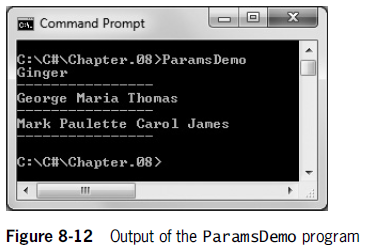 Command Prompt
C:\C#\Chapter.08>ParamsDemo
Ginger
----------------
George Maria Thomas
----------------
Mark Paulette Carol James
----------------
C:\C#\Chapter.08>
Figure 8-12 Output of the ParamsDemo program